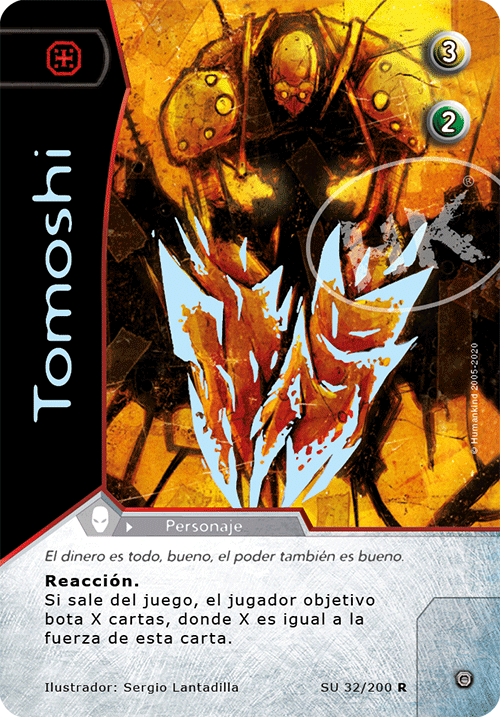 3
2
Tomoshi
HK®
© Humankind 2005-2020
Personaje
El dinero es todo, bueno, el poder también es bueno.
Reacción.
Si sale del juego, el jugador objetivo
bota X cartas, donde X es igual a la
fuerza de esta carta.
Ilustrador: Sergio Lantadilla
SU 32/200 R